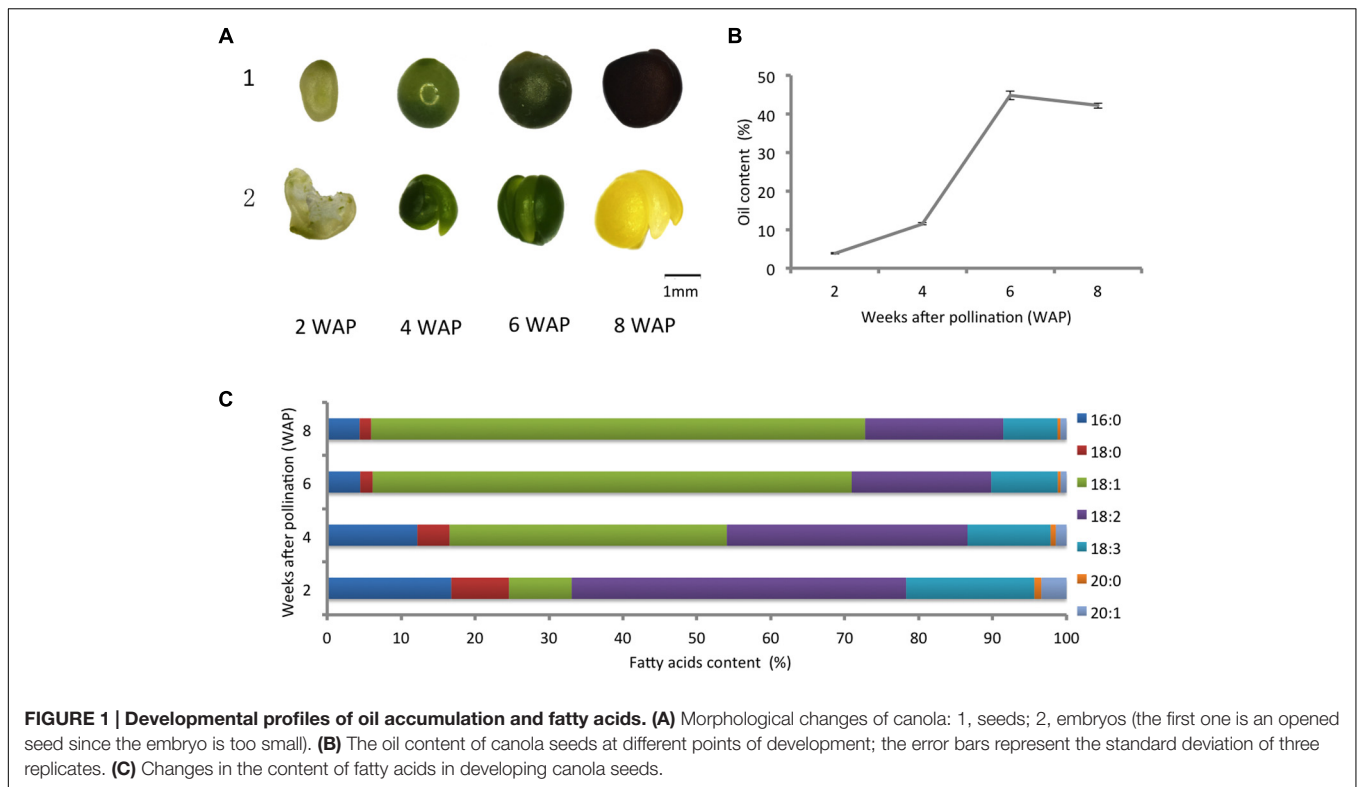 A
1
2
1mm
2 WAP 4 WAP 6 WAP 8 WAP
B
Oil content (%)
50
40
30
20
10
0
2 4 6 8
Weeks after pollination (WAP)
C
Weeks after pollination (WAP)
8
6
4
2
0 10 20 30 40 50 60 70 80 90 100
Fatty acids content (%)
16:0
18:0
18:1
18:2
18:3
20:0
20:1
FIGURE 1 | Developmental profiles of oil accumulation and fatty acids. (A) Morphological changes of canola: 1, seeds; 2, embryos (the first one is an opened
seed since the embryo is too small). (B) The oil content of canola seeds at different points of development; the error bars represent the standard deviation of three
replicates. (C) Changes in the content of fatty acids in developing canola seeds.